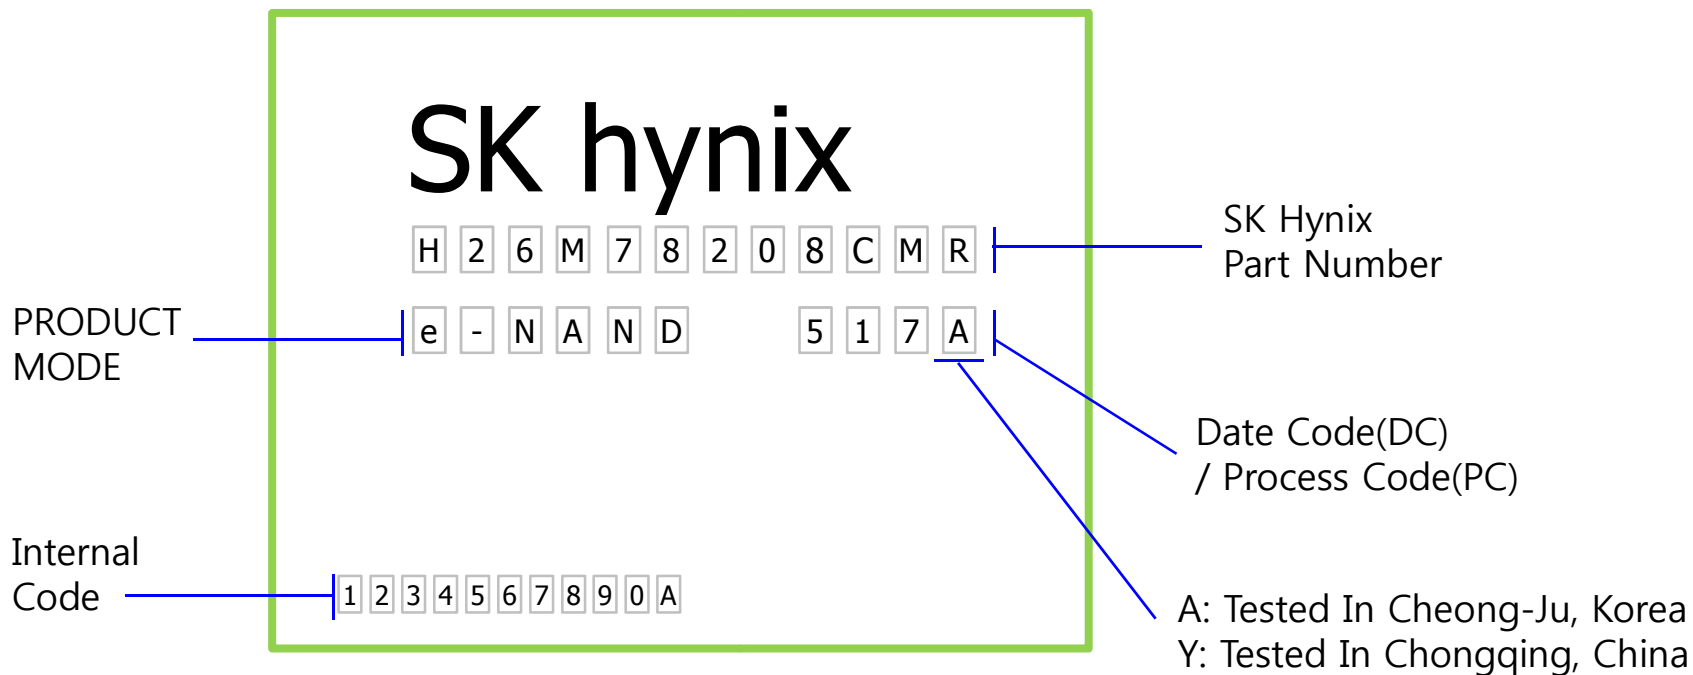 SK hynix
H26M78208CMR
SK Hynix
Part Number
PRODUCT
MODE
e-NAND 517A
Date Code(DC)
/ Process Code(PC)
Internal
Code
1234567890A
A: Tested In Cheong-Ju, Korea
Y: Tested In Chongqing, China